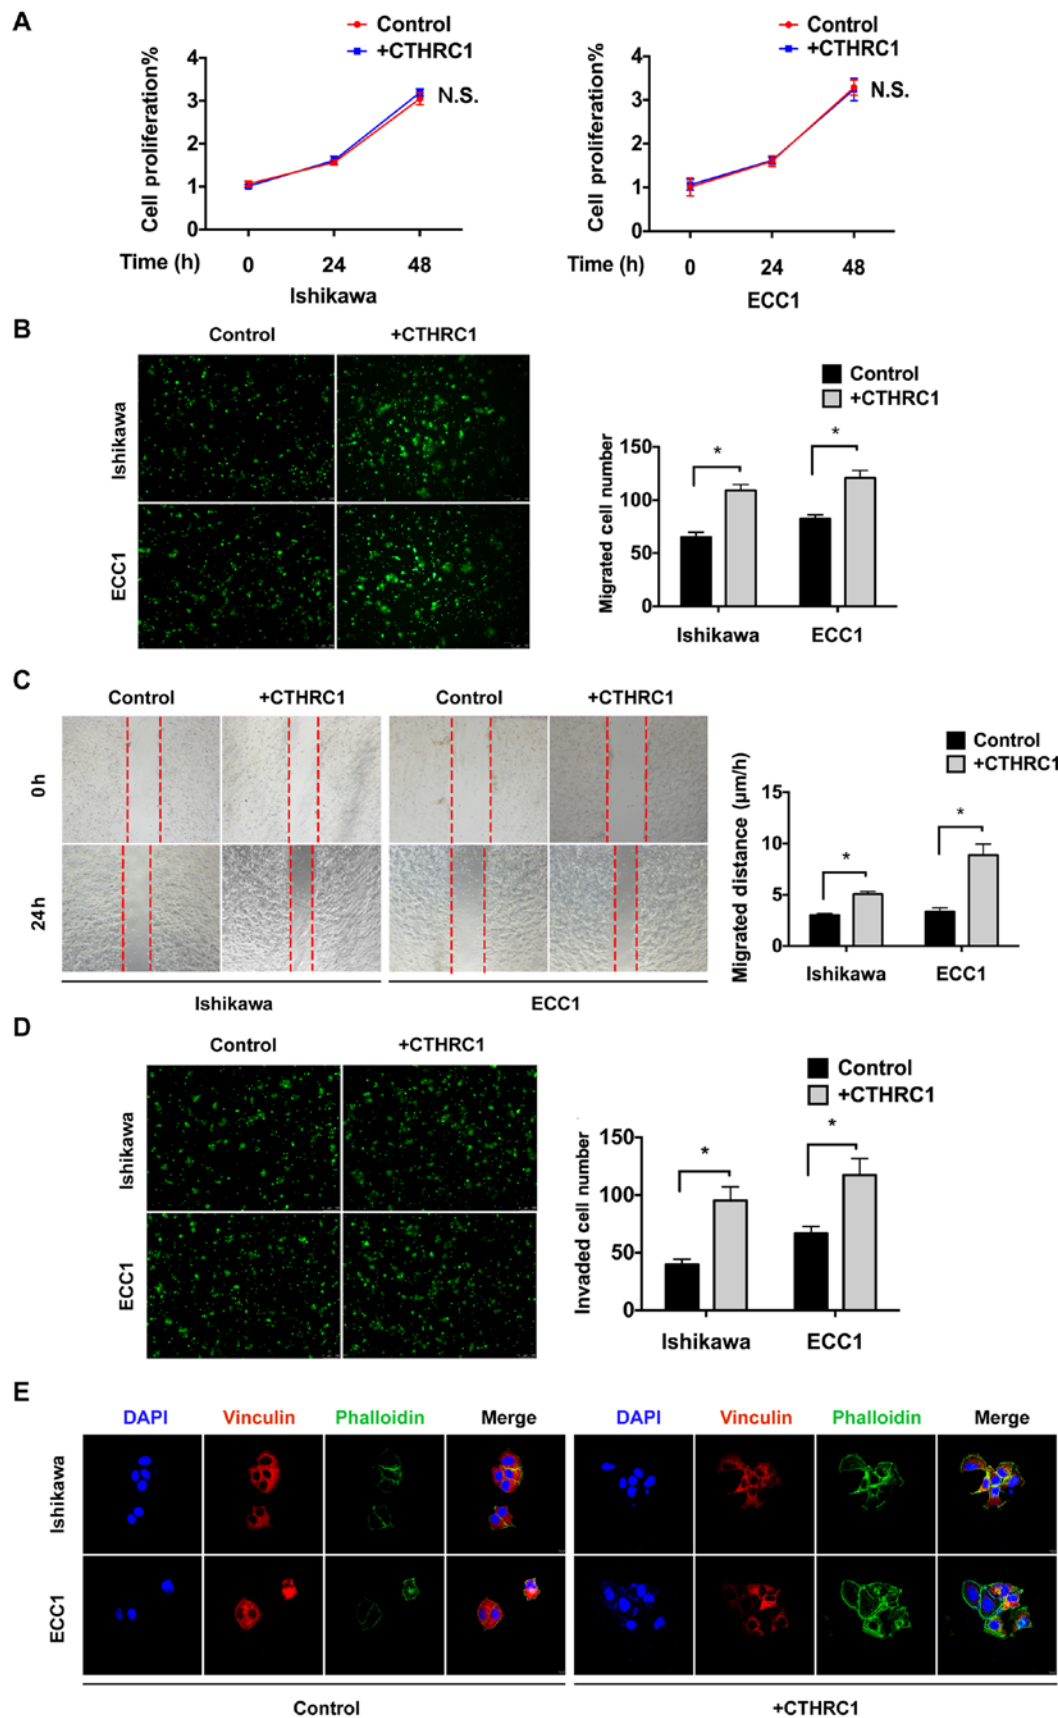 A
Control
+CTHRC1
Control
+CTHRC1
Cell proliferation%
4
3
2
1
0
N.S.
Time (h)
0 24 48
Ishikawa
Cell proliferation%
4
3
2
1
0
N.S.
Time (h)
0 24 48
ECC1
B
Control +CTHRC1
Ishikawa
ECC1
Control
+CTHRC1
Migrated cell number
150
100
50
0
*
*
Ishikawa ECC1
C
Control +CTHRC1 Control +CTHRC1
0h
24h
Ishikawa ECC1
Control
+CTHRC1
Migrated distance (μm/h)
15
10
5
0
*
*
Ishikawa ECC1
D
Control +CTHRC1
Ishikawa
ECC1
Control
+CTHRC1
Invaded cell number
150
100
50
0
*
*
Ishikawa ECC1
E
DAPI Vinculin Phalloidin Merge DAPI Vinculin Phalloidin Merge
Ishikawa
ECC1
Control +CTHRC1